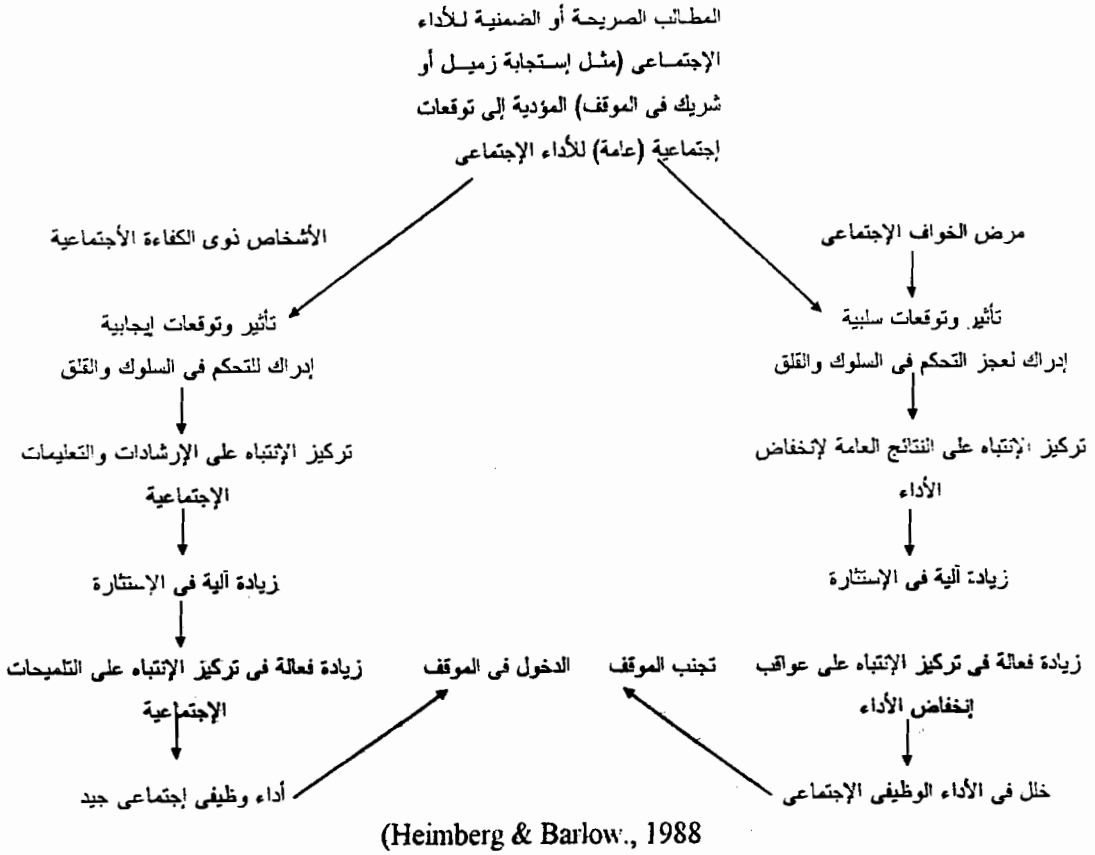 المطالب الصريحة أو الضمنية للأداء
الإجتماعى (مثل إستجابة زميل أو
شريك فى الموقف) المؤدية إلى توقعات
إجتماعية (عامة) للأداء الإجتماعى
مرض الخواف الإجتماعى
الأشخاص ذوى الكفاءة الأجتماعية
تأثير وتوقعات سلبية
تأثير وتوقعات إيجابية
إدراك لعجز التحكم فى السلوك والقلق
إدراك للتحكم فى السلوك والقلق
تركيز الإنتباه على النتائج العامة لإنخفاض
الأداء
تركيز الإنتباه على الإرشادات والتعليمات
الإجتماعية
زيادة آلية فى الإستثارة
زيادة آلية فى الإستثارة
زيادة فعالة فى تركيز الإنتباه على عواقب
إنخفاض الأداء
تجنب الموقف
الدخول فى الموقف
زيادة فعالة فى تركيز الإنتباه على التلميحات
الإجتماعية
خلل فى الأداء الوظيفى الإجتماعى
أداء وظيفى إجتماعى جيد
(Heimberg & Barlow., 1988